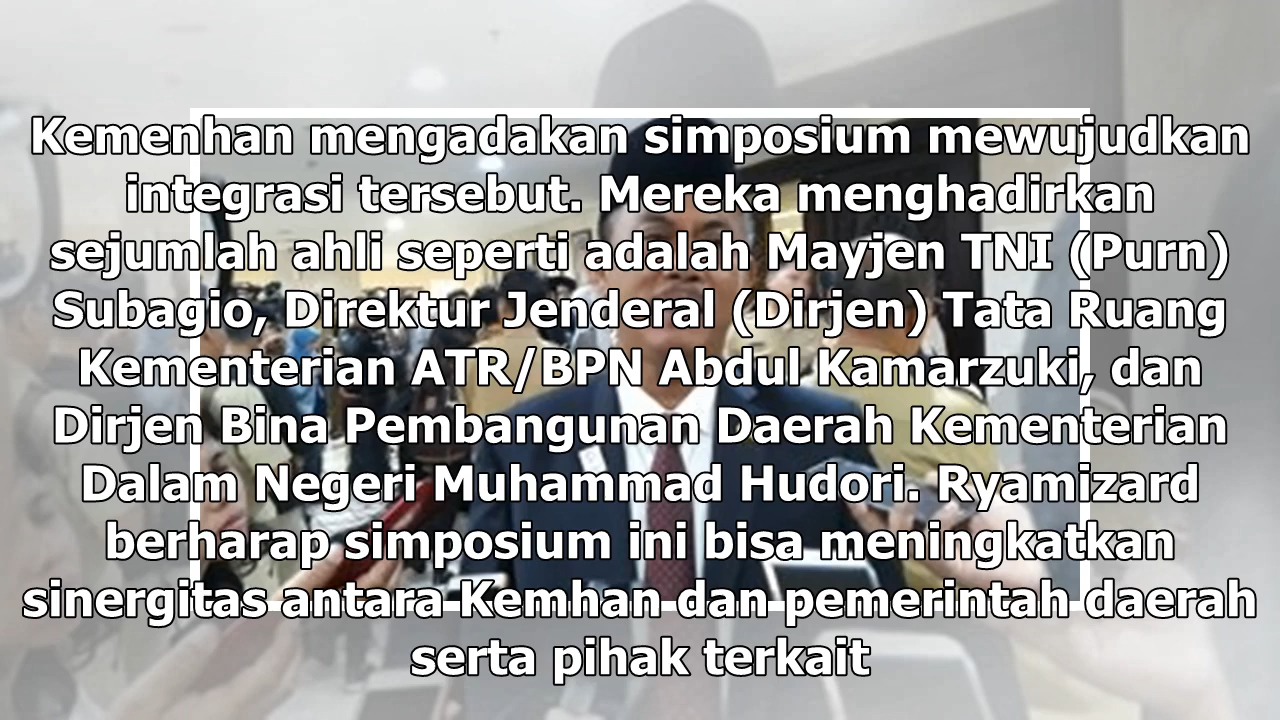 Kemenhan mengadakan simposium mewujudkan
integrasi tersebut. Mereka menghadirkan
sejumlah ahli seperti adalah Mayjen TNI (Purn)
Subagio, Direktur Jenderal (Dirjen) Tata Ruang
Kementerian ATR/BPN Abdul Kamarzuki, dan
Dirjen Bina Pembangunan Daerah Kementerian
Dalam Negeri Muhammad Hudori. Ryamizard
berharap simposium ini bisa meningkatkan
sinergitas antara Kemhan dan pemerintah daerah
serta pihak terkait